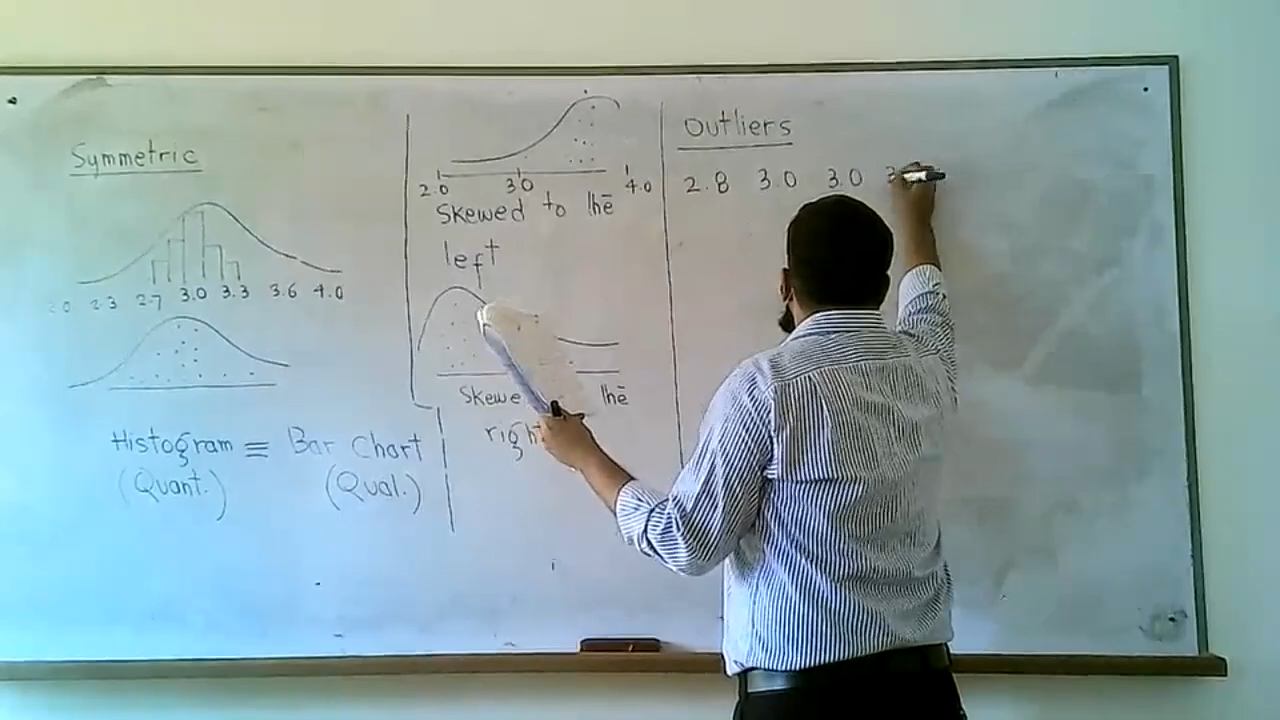 Symmetric
2.0 2.3 2.7 3.0 3.3 3.6 4.0
Histogram ≡ Bar Chart
(Quant.) (Qual.)
2.0 3.0 4.0
Skewed to the
left
the
Outliers
2.8 3.0 3.0